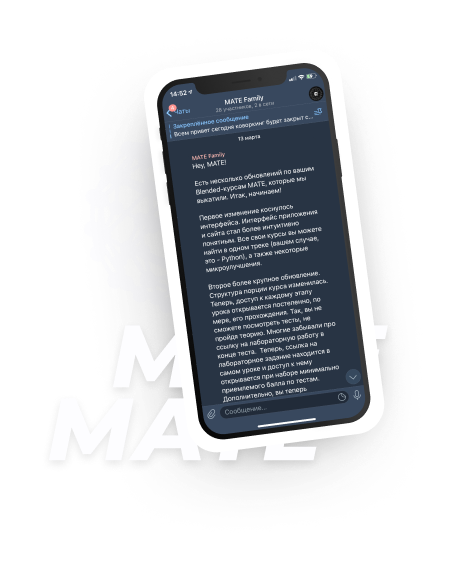 14:52
MATE Family
Чаты
28 участников, 2 в сети
Закреплённое сообщение
Всем привет сегодня коворкинг будет закрыт с...
13 марта
MATE Family
Hey, MATE!
Есть несколько обновлений по вашим
Blended-курсам MATE, которые мы
выкатили. Итак, начинаем!
Первое изменение коснулось
интерфейса. Интерфейс приложения
и сайта стал более интуитивно
понятным. Все свои курсы вы можете
найти в одном треке (вашем случае,
это - Python), а также некоторые
микроулучшения.
Второе более крупное обновление.
Структура порции курса изменилась.
Теперь, доступ к каждому этапу
урока открывается постепенно, по
мере, его прохождения. Так, вы не
сможете посмотреть тесты, не
пройдя теорию. Многие забывали про
ссылку на лабораторную работу в
конце теста. Теперь, ссылка на
лабораторное задание находится в
самом уроке и доступ к нему
открывается при наборе минимально
приемлемого балла по тестам.
Дополнительно, вы теперь
Сообщение...
MATE